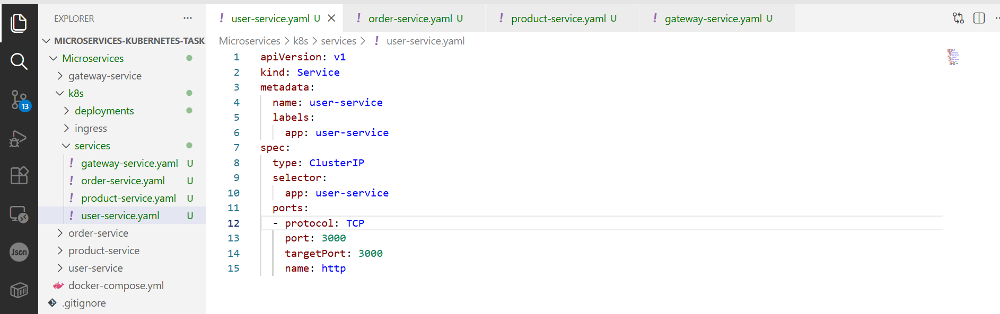 EXPLORER
MICROSERVICES-KUBERNETES-TASK
Microservices
gateway-service
k8s
deployments
ingress
services
gateway-service.yaml U
order-service.yaml U
product-service.yaml U
user-service.yaml U
order-service
product-service
user-service
docker-compose.yml
.gitignore
13
Json
user-service.yaml U
order-service.yaml U
product-service.yaml U
gateway-service.yaml U
Microservices > k8s > services > ! user-service.yaml
1 apiVersion: v1
2 kind: Service
3 metadata:
4 name: user-service
5 labels:
6 app: user-service
7 spec:
8 type: ClusterIP
9 selector:
10 app: user-service
11 ports:
12 - protocol: TCP
13 port: 3000
14 targetPort: 3000
15 name: http